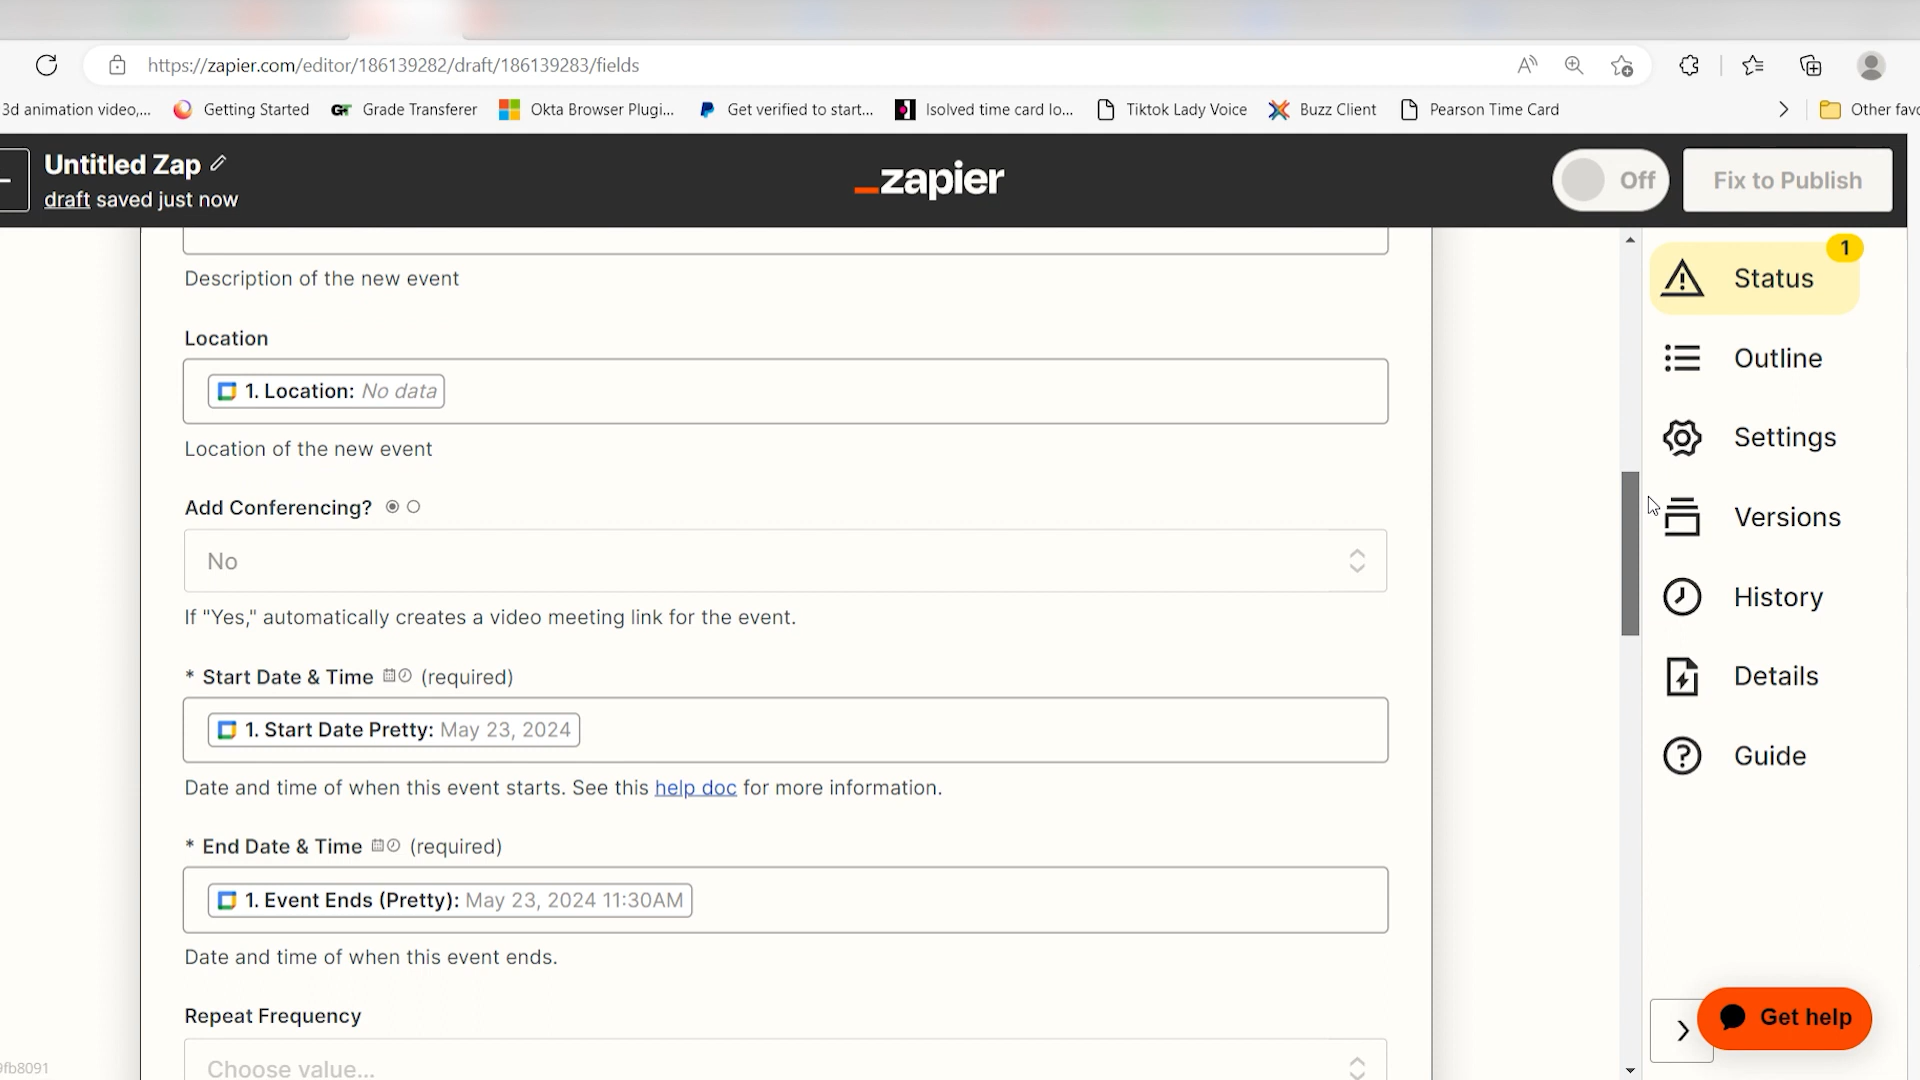 https://zapier.com/editor/186139282/draft/186139283/fields
3d animation video,...
Getting Started
GT
Grade Transferer
Okta Browser Plugi...
Get verified to start...
Isolved time card lo...
Tiktok Lady Voice
Buzz Client
Pearson Time Card
Other favo
Untitled Zap
draft saved just now
zapier
Off
Fix to Publish
Description of the new event
Location
1. Location: No data
Location of the new event
Add Conferencing?
No
If "Yes," automatically creates a video meeting link for the event.
* Start Date & Time (required)
1. Start Date Pretty: May 23, 2024
Date and time of when this event starts. See this help doc for more information.
* End Date & Time (required)
1. Event Ends (Pretty): May 23, 2024 11:30AM
Date and time of when this event ends.
Repeat Frequency
Choose value...
1
Status
Outline
Settings
Versions
History
Details
Guide
Get help
9fb8091